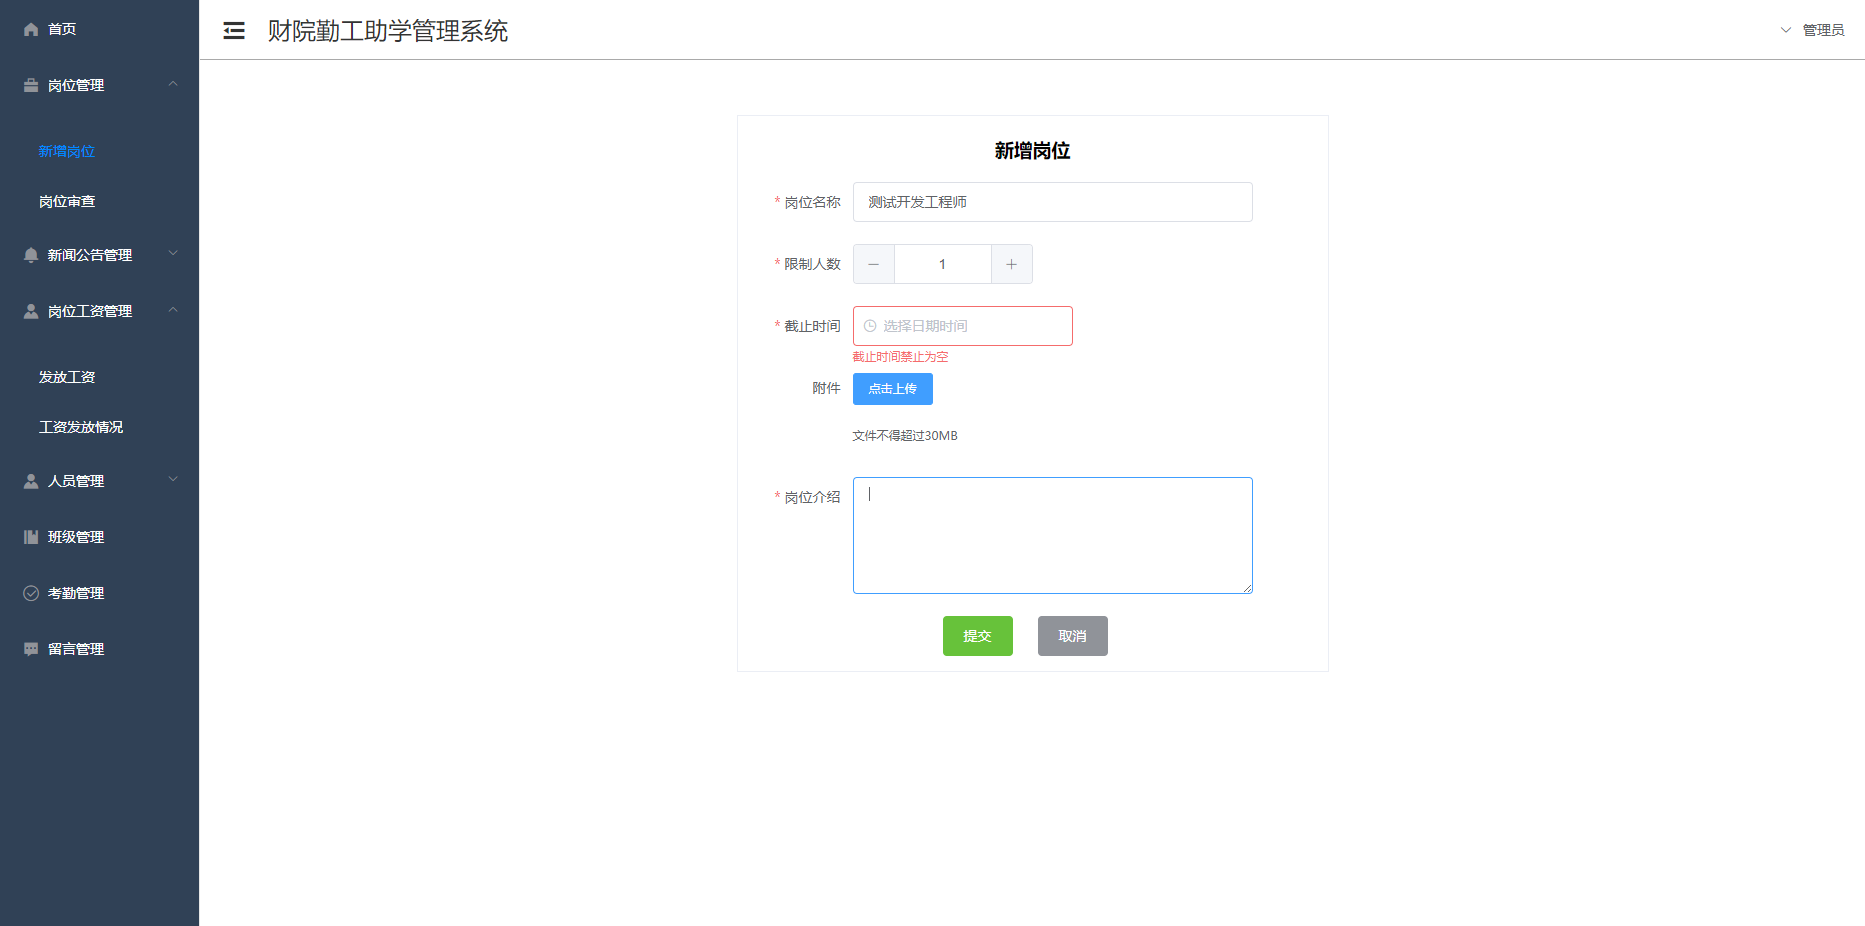 首页
岗位管理
新增岗位
岗位审查
新闻公告管理
岗位工资管理
发放工资
工资发放情况
人员管理
班级管理
考勤管理
留言管理
财院勤工助学管理系统
管理员
新增岗位
* 岗位名称 测试开发工程师
* 限制人数 － 1 ＋
* 截止时间 选择日期时间
截止时间禁止为空
附件 点击上传
文件不得超过30MB
* 岗位介绍
提交 取消